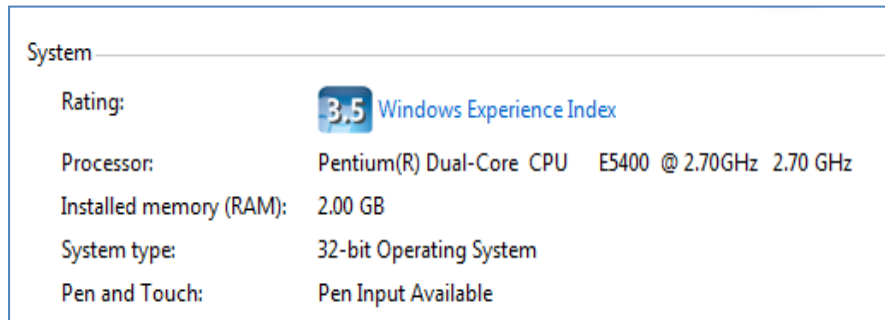 System
Rating: 3.5 Windows Experience Index
Processor: Pentium(R) Dual-Core CPU E5400 @ 2.70GHz 2.70 GHz
Installed memory (RAM): 2.00 GB
System type: 32-bit Operating System
Pen and Touch: Pen Input Available